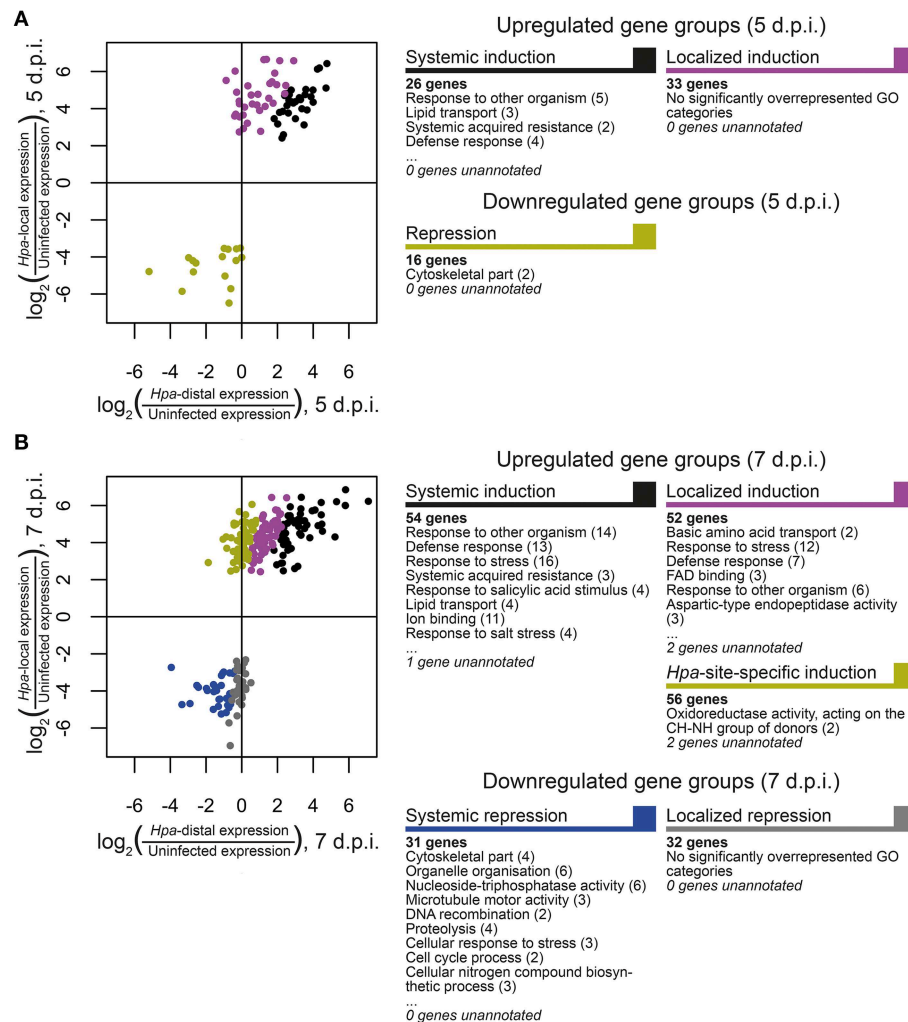 A
Upregulated gene groups (5 d.p.i.)
Systemic induction
26 genes
Response to other organism (5)
Lipid transport (3)
Systemic acquired resistance (2)
Defense response (4)
...
0 genes unannotated
Localized induction
33 genes
No significantly overrepresented GO
categories
0 genes unannotated
Downregulated gene groups (5 d.p.i.)
Repression
16 genes
Cytoskeletal part (2)
0 genes unannotated
log2(Hpa-local expression / Uninfected expression), 5 d.p.i.
6
4
2
0
-2
-4
-6
-6 -4 -2 0 2 4 6
log2(Hpa-distal expression / Uninfected expression), 5 d.p.i.
B
Upregulated gene groups (7 d.p.i.)
Systemic induction
54 genes
Response to other organism (14)
Defense response (13)
Response to stress (16)
Systemic acquired resistance (3)
Response to salicylic acid stimulus (4)
Lipid transport (4)
Ion binding (11)
Response to salt stress (4)
...
1 gene unannotated
Localized induction
52 genes
Basic amino acid transport (2)
Response to stress (12)
Defense response (7)
FAD binding (3)
Response to other organism (6)
Aspartic-type endopeptidase activity
(3)
...
2 genes unannotated
Hpa-site-specific induction
56 genes
Oxidoreductase activity, acting on the
CH-NH group of donors (2)
2 genes unannotated
Downregulated gene groups (7 d.p.i.)
Systemic repression
31 genes
Cytoskeletal part (4)
Organelle organisation (6)
Nucleoside-triphosphatase activity (6)
Microtubule motor activity (3)
DNA recombination (2)
Proteolysis (4)
Cellular response to stress (3)
Cell cycle process (2)
Cellular nitrogen compound biosyn-
thetic process (3)
...
0 genes unannotated
Localized repression
32 genes
No significantly overrepresented GO
categories
0 genes unannotated
log2(Hpa-local expression / Uninfected expression), 7 d.p.i.
6
4
2
0
-2
-4
-6
-6 -4 -2 0 2 4 6
log2(Hpa-distal expression / Uninfected expression), 7 d.p.i.